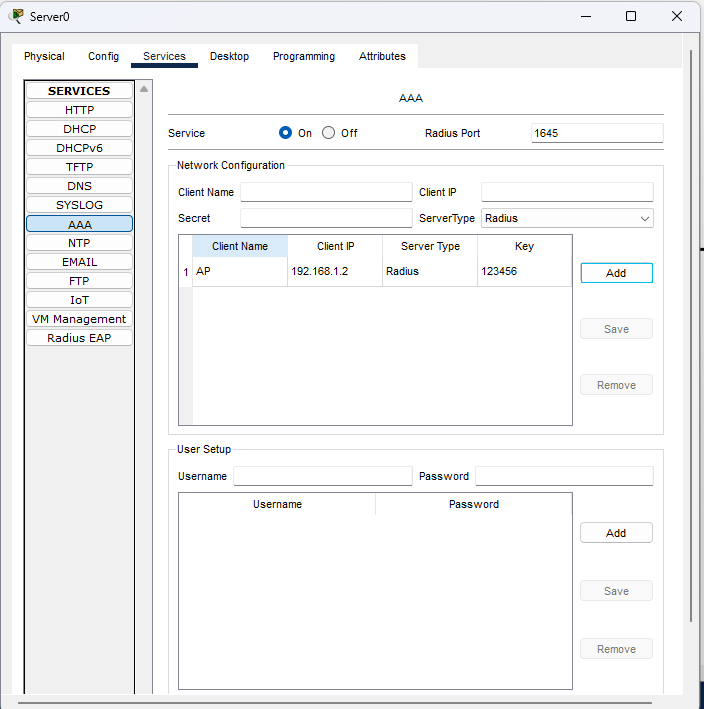 Server0
Physical Config Services Desktop Programming Attributes
SERVICES
HTTP
DHCP
DHCPv6
TFTP
DNS
SYSLOG
AAA
NTP
EMAIL
FTP
IoT
VM Management
Radius EAP
AAA
Service On Off Radius Port 1645
Network Configuration
Client Name Client IP
Secret ServerType Radius
Client Name Client IP Server Type Key
1 AP 192.168.1.2 Radius 123456
Add
Save
Remove
User Setup
Username Password
Username Password
Add
Save
Remove